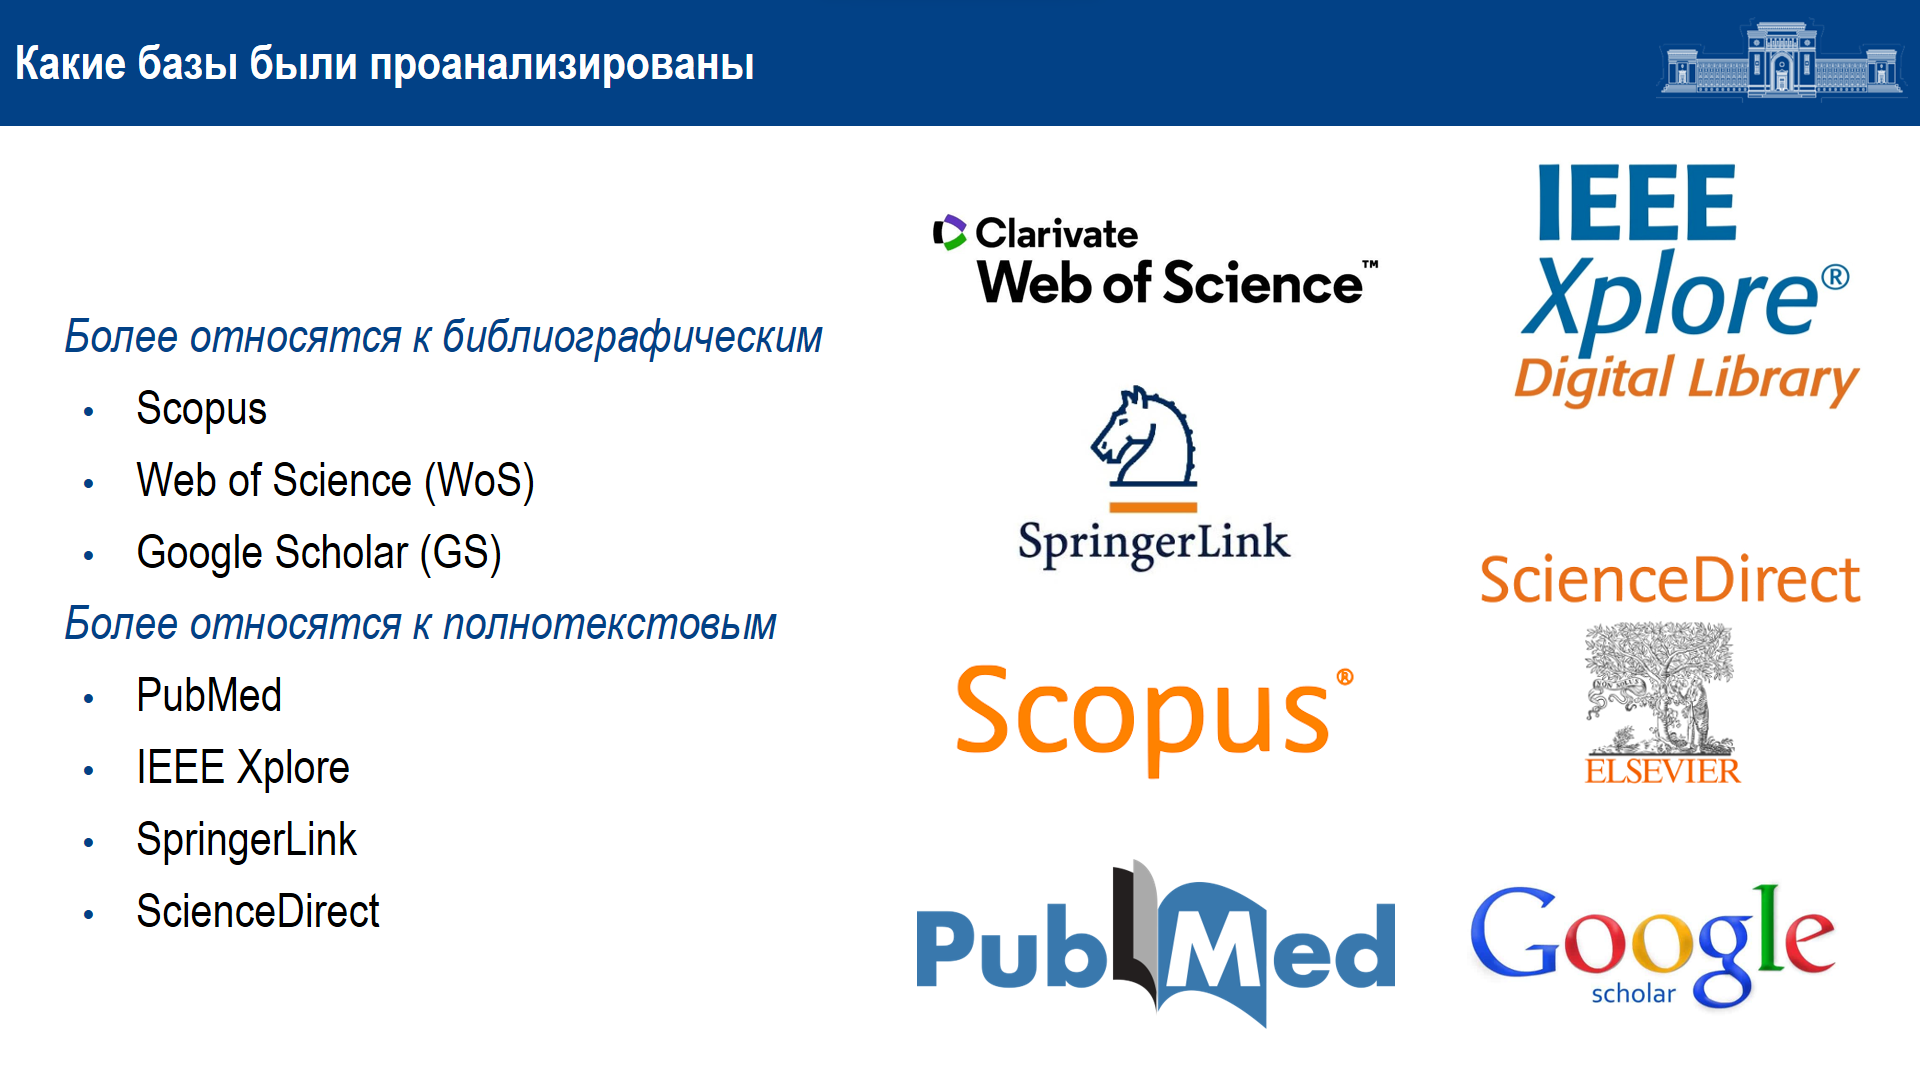 Какие базы были проанализированы
Более относятся к библиографическим
• Scopus
• Web of Science (WoS)
• Google Scholar (GS)
Более относятся к полнотекстовым
• PubMed
• IEEE Xplore
• SpringerLink
• ScienceDirect
Clarivate
Web of Science™
IEEE
Xplore®
Digital Library
SpringerLink
ScienceDirect
ELSEVIER
Scopus®
PubMed
Google
scholar